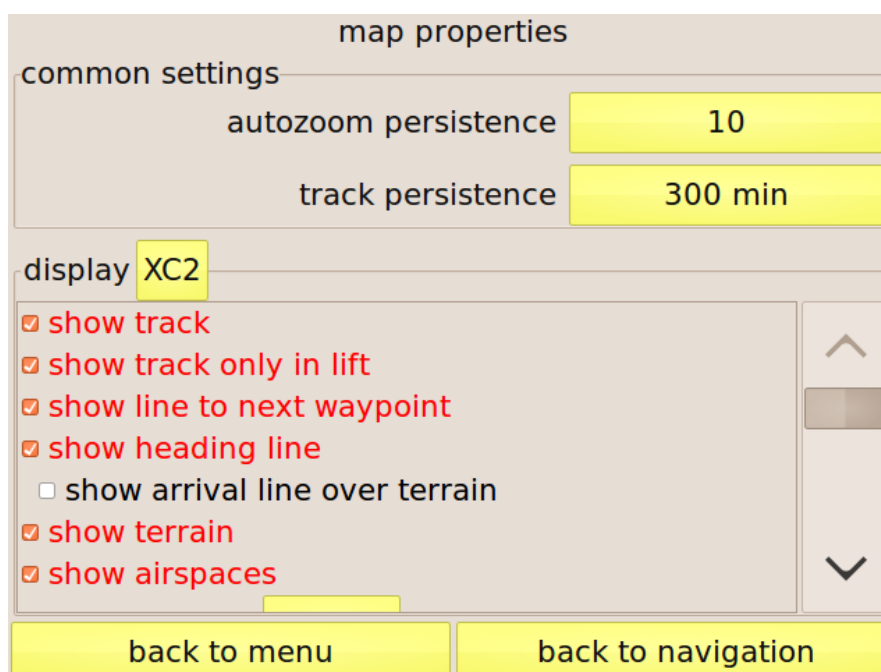 map properties
common settings
autozoom persistence 10
track persistence 300 min
display XC2
show track
show track only in lift
show line to next waypoint
show heading line
show arrival line over terrain
show terrain
show airspaces
back to menu back to navigation